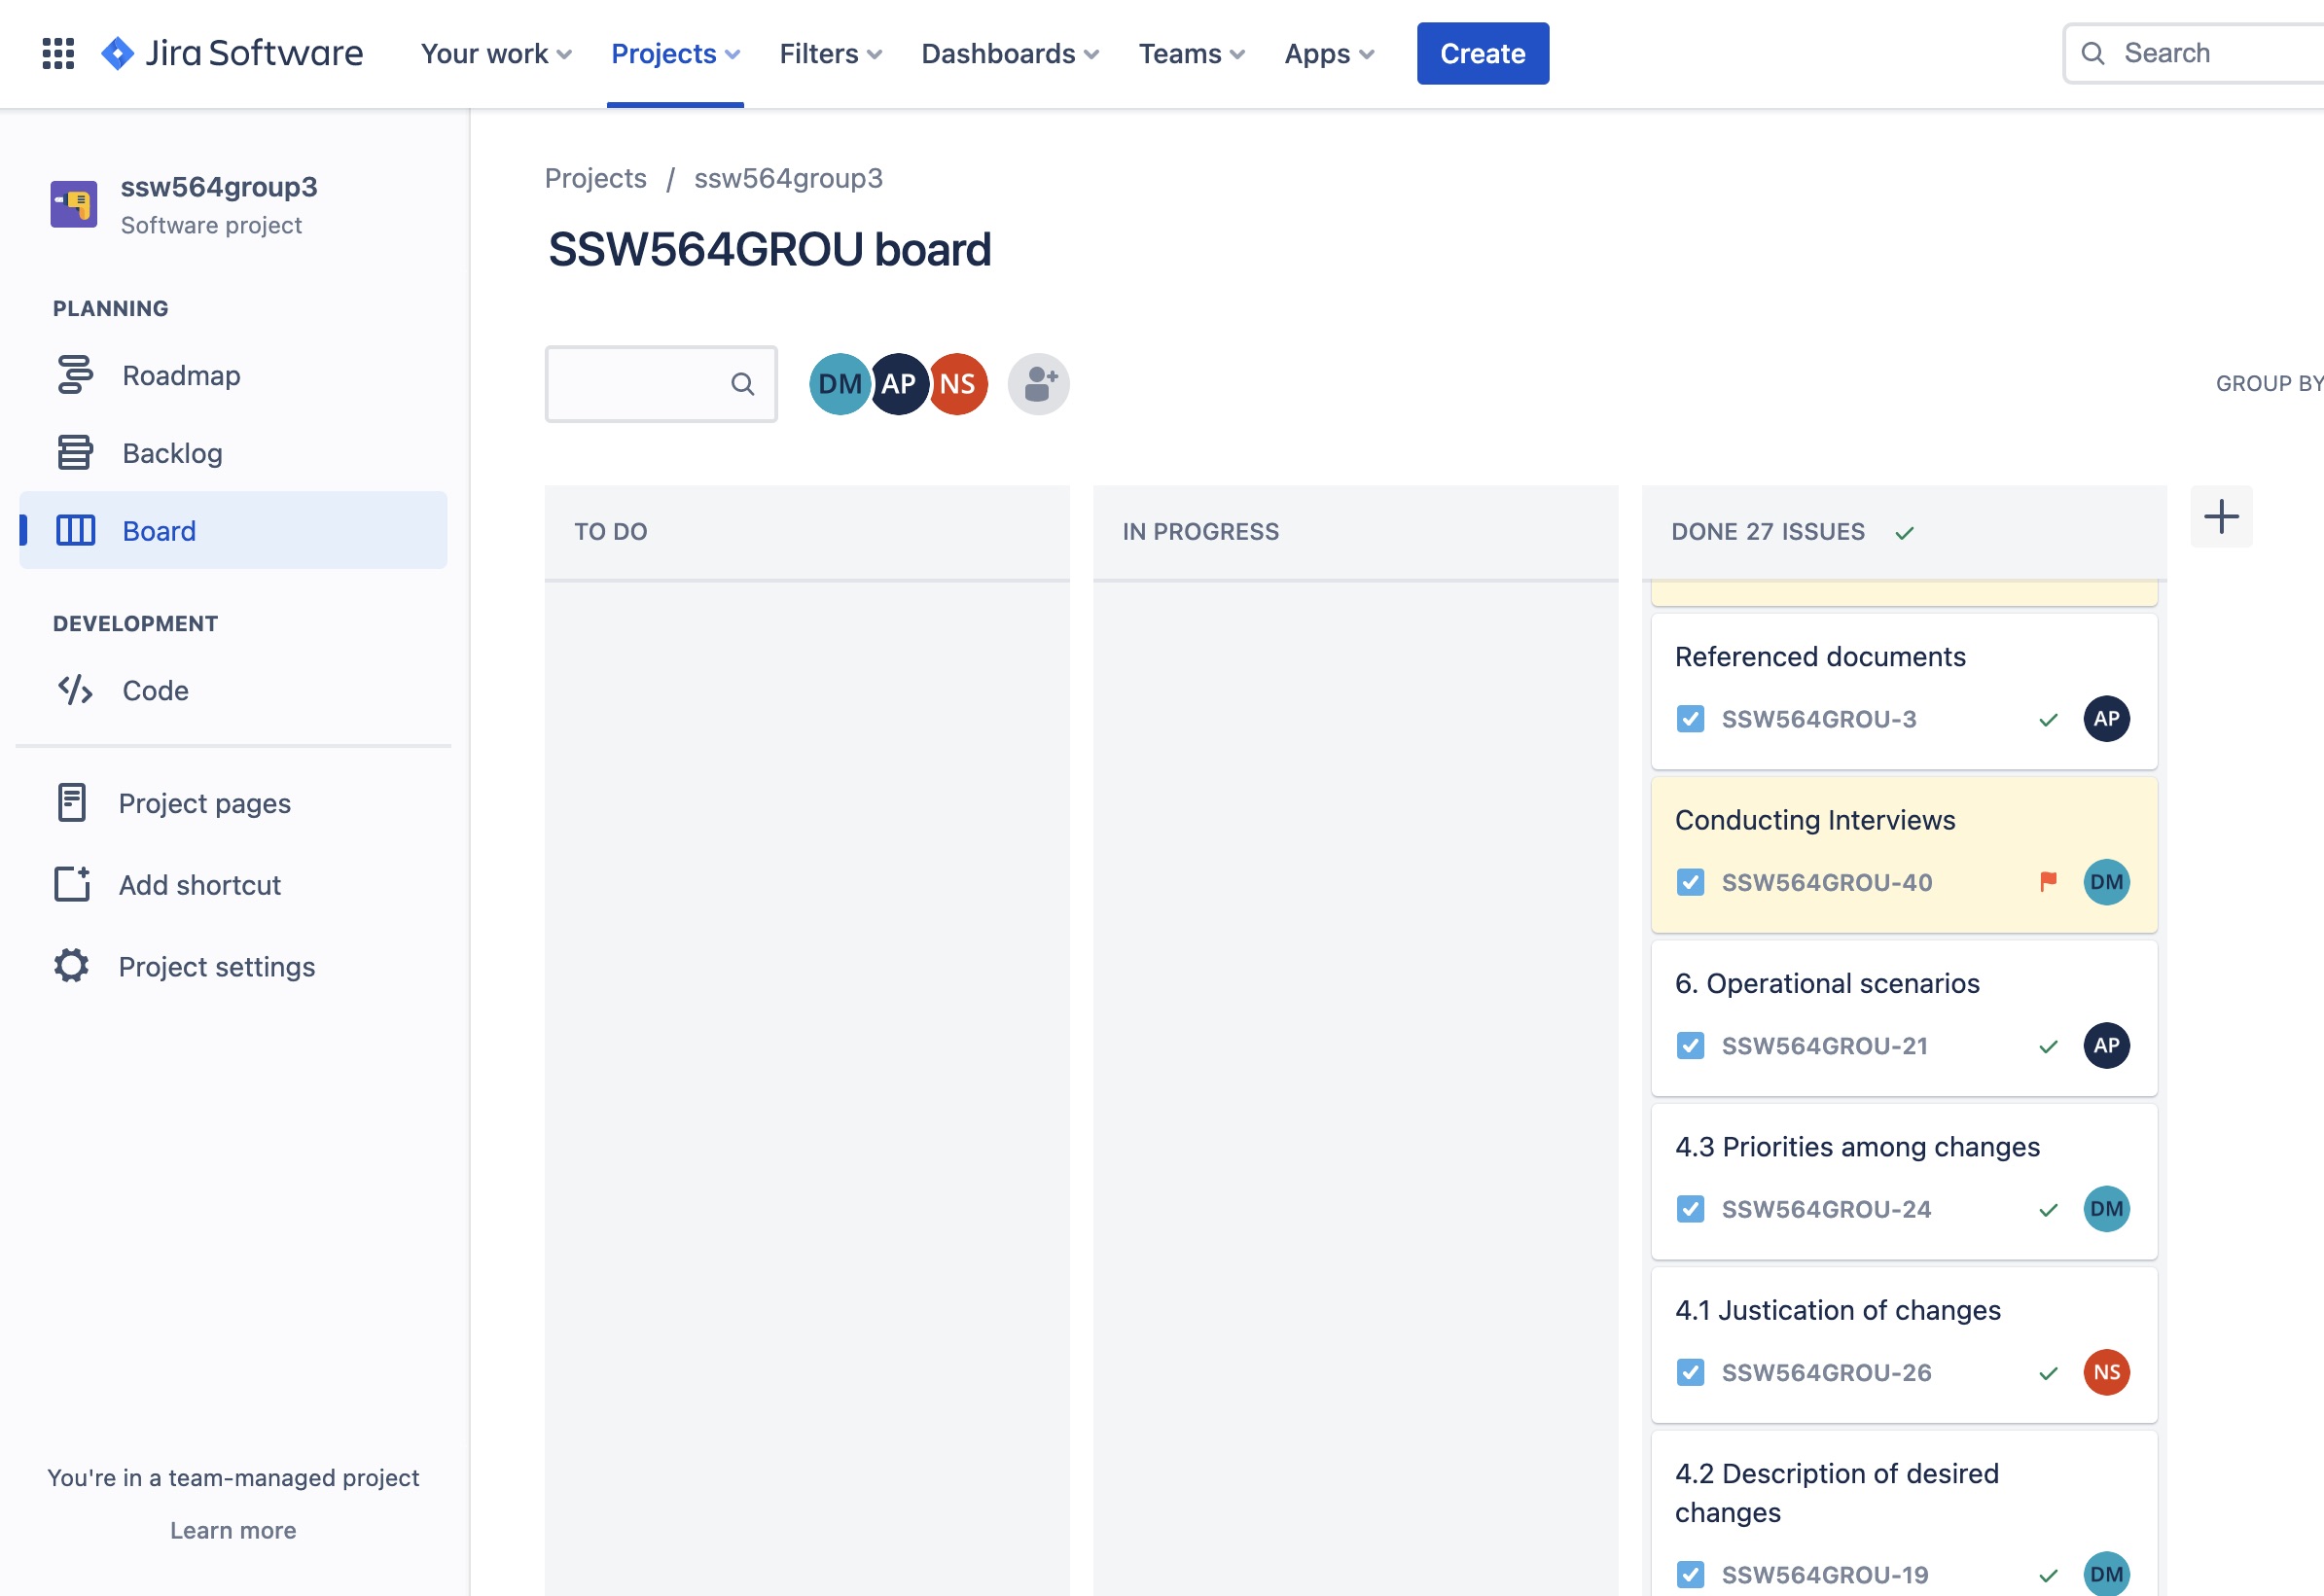 Jira Software
Your work
Projects
Filters
Dashboards
Teams
Apps
Create
Search
ssw564group3
Software project
PLANNING
Roadmap
Backlog
Board
DEVELOPMENT
Code
Project pages
Add shortcut
Project settings
You're in a team-managed project
Learn more
Projects / ssw564group3
SSW564GROU board
DM AP NS
GROUP BY
TO DO
IN PROGRESS
DONE 27 ISSUES
Referenced documents
SSW564GROU-3 AP
Conducting Interviews
SSW564GROU-40 DM
6. Operational scenarios
SSW564GROU-21 AP
4.3 Priorities among changes
SSW564GROU-24 DM
4.1 Justication of changes
SSW564GROU-26 NS
4.2 Description of desired
changes
SSW564GROU-19 DM